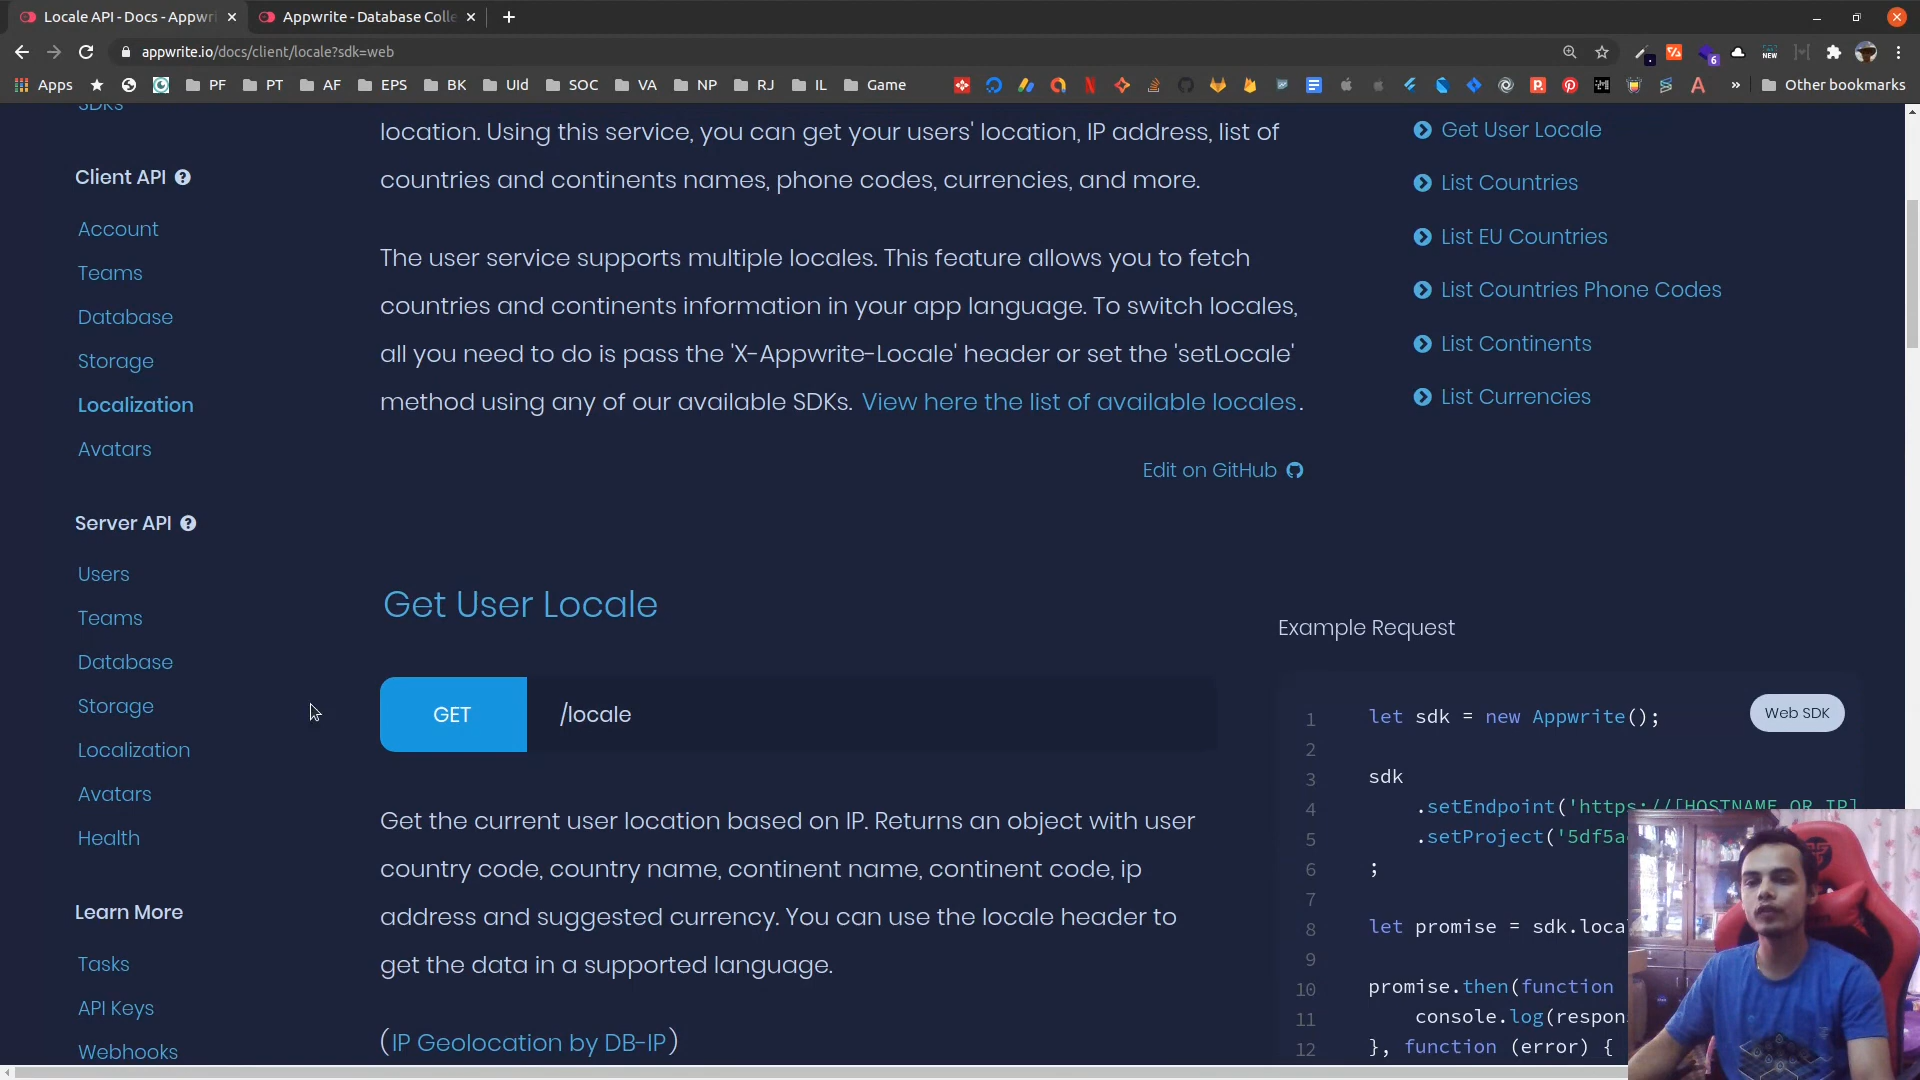 Locale API - Docs - Appwri
Appwrite - Database Colle
appwrite.io/docs/client/locale?sdk=web
Apps
PF
PT
AF
EPS
BK
UId
SOC
VA
NP
RJ
IL
Game
Other bookmarks
6
NEW
SDKs
Client API
Account
Teams
Database
Storage
Localization
Avatars
Server API
Users
Teams
Database
Storage
Localization
Avatars
Health
Learn More
Tasks
API Keys
Webhooks
location. Using this service, you can get your users' location, IP address, list of
countries and continents names, phone codes, currencies, and more.
The user service supports multiple locales. This feature allows you to fetch
countries and continents information in your app language. To switch locales,
all you need to do is pass the 'X-Appwrite-Locale' header or set the 'setLocale'
method using any of our available SDKs. View here the list of available locales.
Edit on GitHub
Get User Locale
List Countries
List EU Countries
List Countries Phone Codes
List Continents
List Currencies
Get User Locale
GET /locale
Get the current user location based on IP. Returns an object with user
country code, country name, continent name, continent code, ip
address and suggested currency. You can use the locale header to
get the data in a supported language.
(IP Geolocation by DB-IP)
Example Request
Web SDK
1 let sdk = new Appwrite();
2
3 sdk
4 .setEndpoint('https://[HOSTNAME_OR_IP]
5 .setProject('5df5a
6 ;
7
8 let promise = sdk.loca
9
10 promise.then(function
11 console.log(respon
12 }, function (error) {